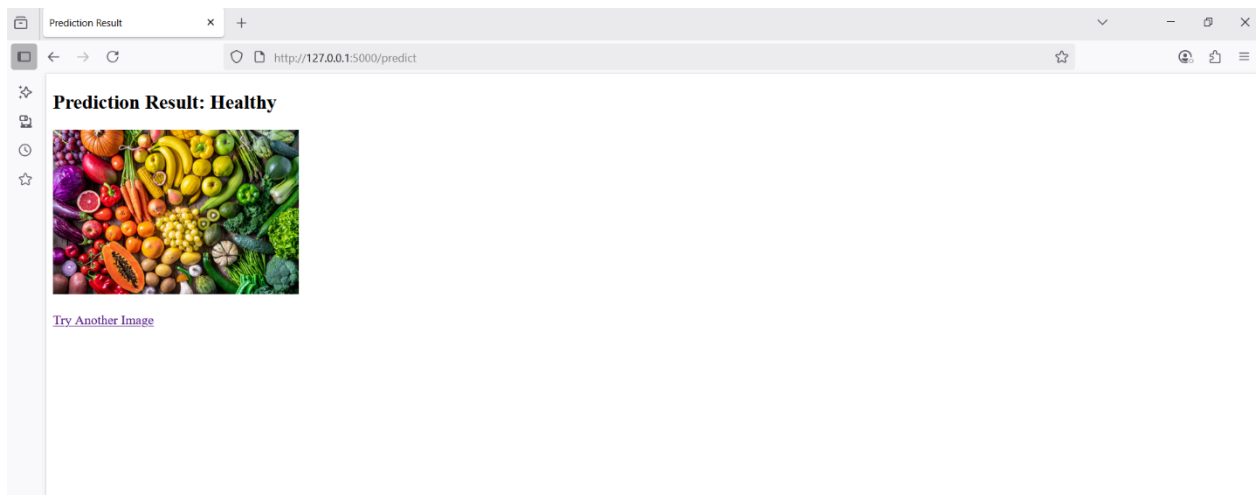 Prediction Result
http://127.0.0.1:5000/predict
Prediction Result: Healthy
Try Another Image